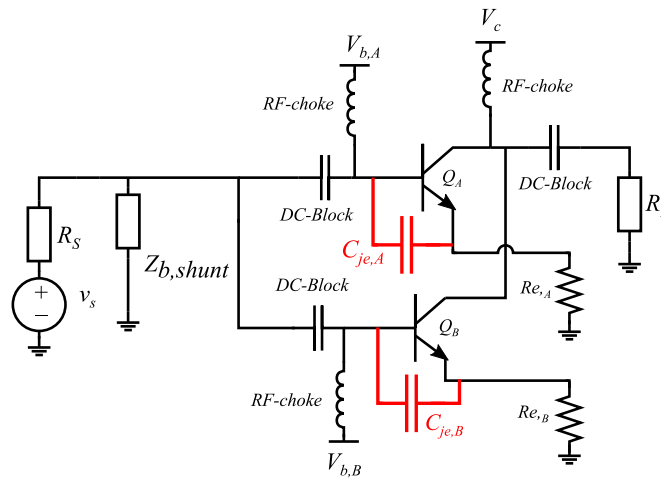 V_c
V_{b,A}
RF-choke
RF-choke
Q_A
DC-Block
DC-Block
R_S
Z_{b,shunt}
C_{je,A}
+
−
v_s
DC-Block
Re,_A
Q_B
RF-choke
C_{je,B}
Re,_B
V_{b,B}